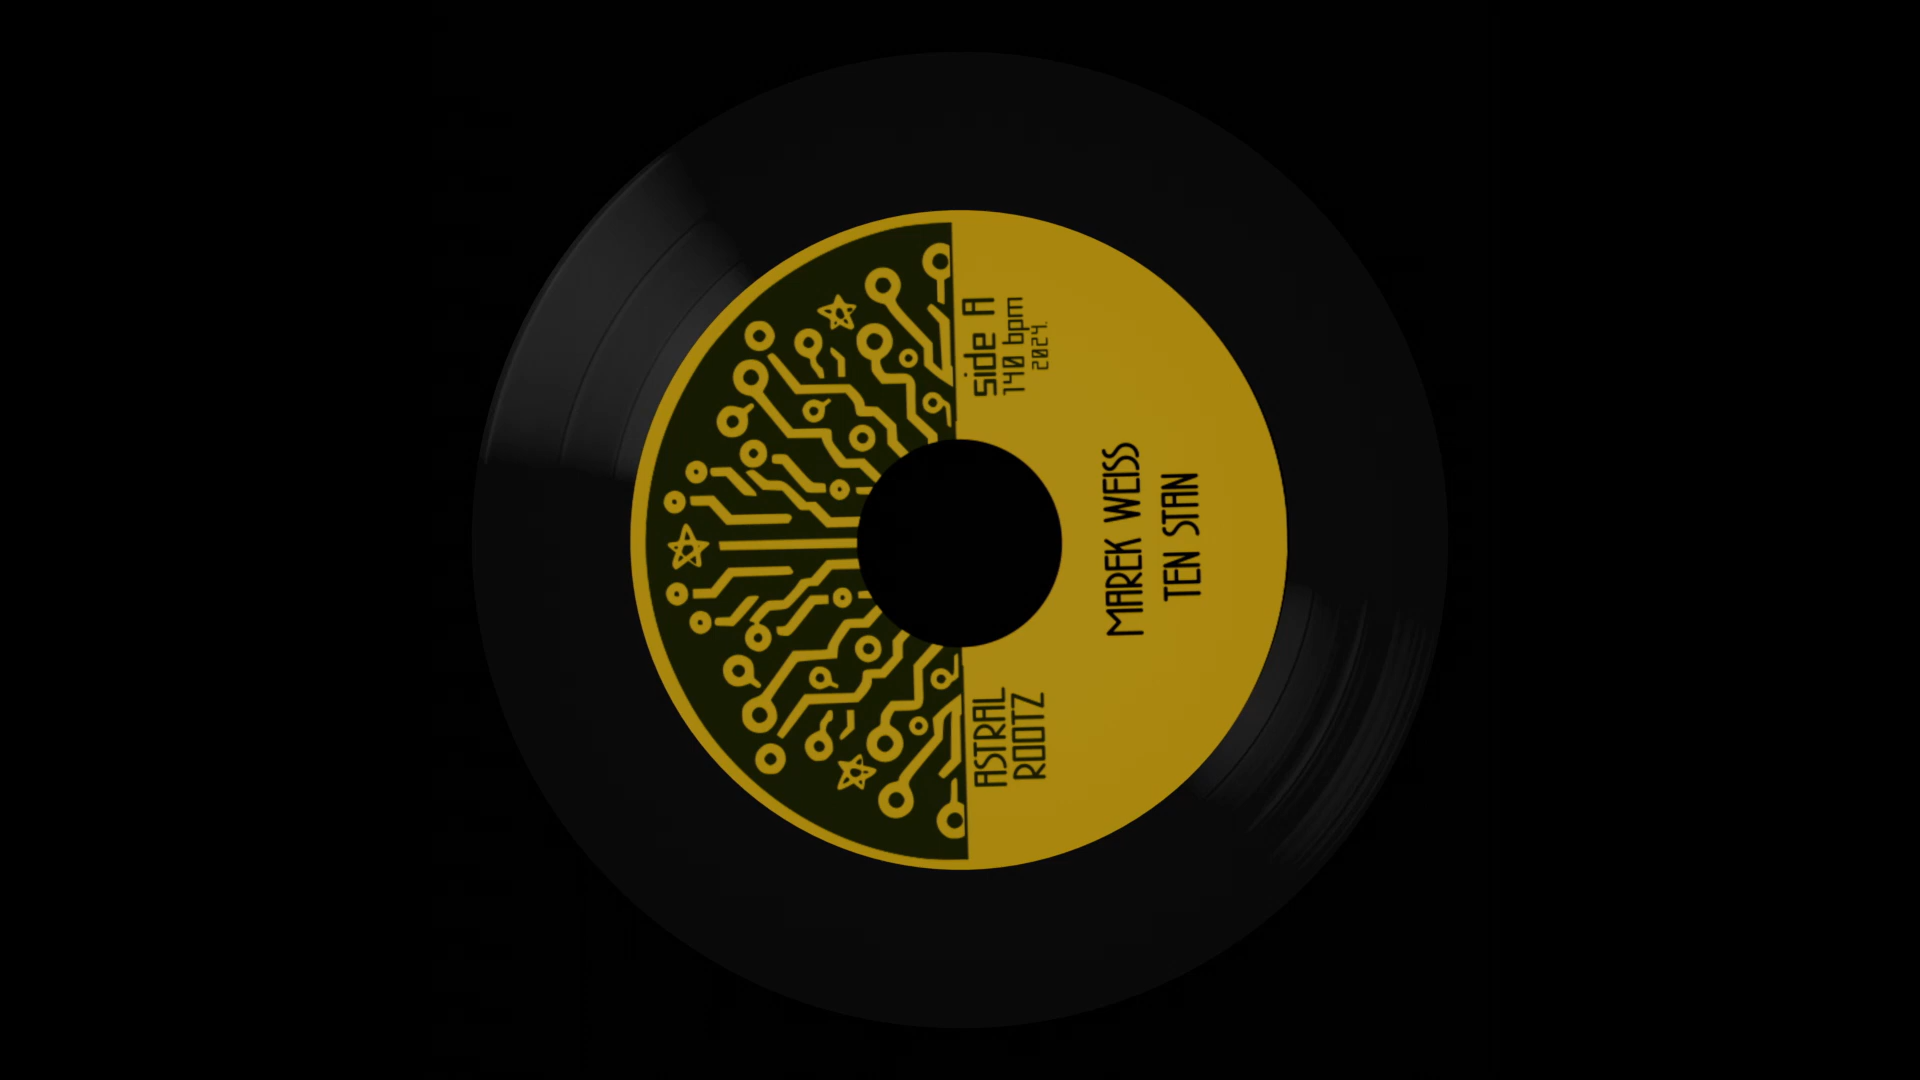 ASTRAL
ROOTZ
side A
140 bpm
2024.
MAREK WEISS
TEN STAN